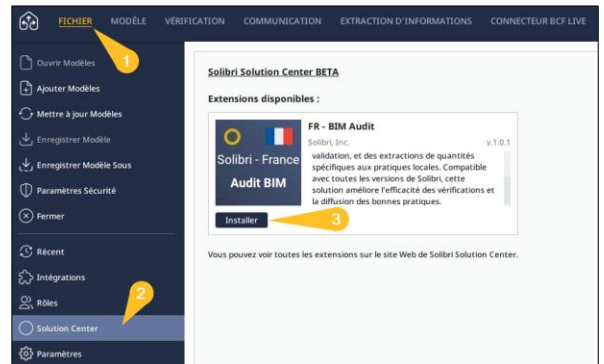 FICHIER MODÈLE VÉRIFICATION COMMUNICATION EXTRACTION D'INFORMATIONS CONNECTEUR BCF LIVE
1
Ouvrir Modèles
Ajouter Modèles
Mettre à jour Modèles
Enregistrer Modèle
Enregistrer Modèle Sous
Paramètres Sécurité
Fermer
Récent
Intégrations
Rôles
2
Solution Center
Paramètres
Solibri Solution Center BETA
Extensions disponibles :
Solibri - France
Audit BIM
FR - BIM Audit
Solibri, Inc. v.1.0.1
validation, et des extractions de quantités
spécifiques aux pratiques locales. Compatible
avec toutes les versions de Solibri, cette
solution améliore l'efficacité des vérifications et
la diffusion des bonnes pratiques.
Installer
3
Vous pouvez voir toutes les extensions sur le site Web de Solibri Solution Center.